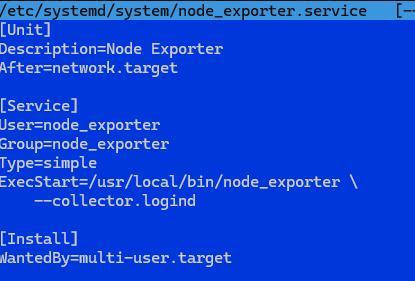 /etc/systemd/system/node_exporter.service [--
[Unit]
Description=Node Exporter
After=network.target

[Service]
User=node_exporter
Group=node_exporter
Type=simple
ExecStart=/usr/local/bin/node_exporter \
    --collector.logind

[Install]
WantedBy=multi-user.target